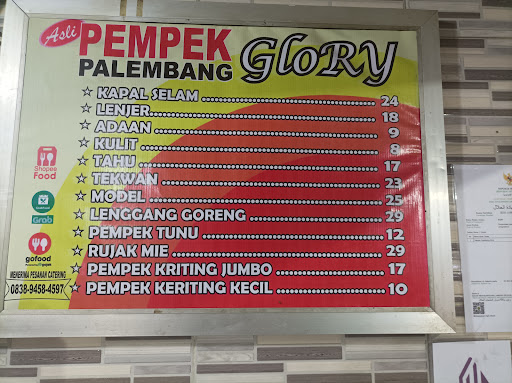 Asli PEMPEK GLoRY
PALEMBANG
☆ KAPAL SELAM 24
☆ LENJER 18
☆ ADAAN 9
☆ KULIT 8
☆ TAHU 17
☆ TEKWAN 23
☆ MODEL 25
☆ LENGGANG GORENG 29
☆ PEMPEK TUNU 12
☆ RUJAK MIE 29
☆ PEMPEK KRITING JUMBO 17
☆ PEMPEK KERITING KECIL 10
Shopee
Food
Grab
gofood
MENERIMA PESANAN CATERING
0838-9458-4597